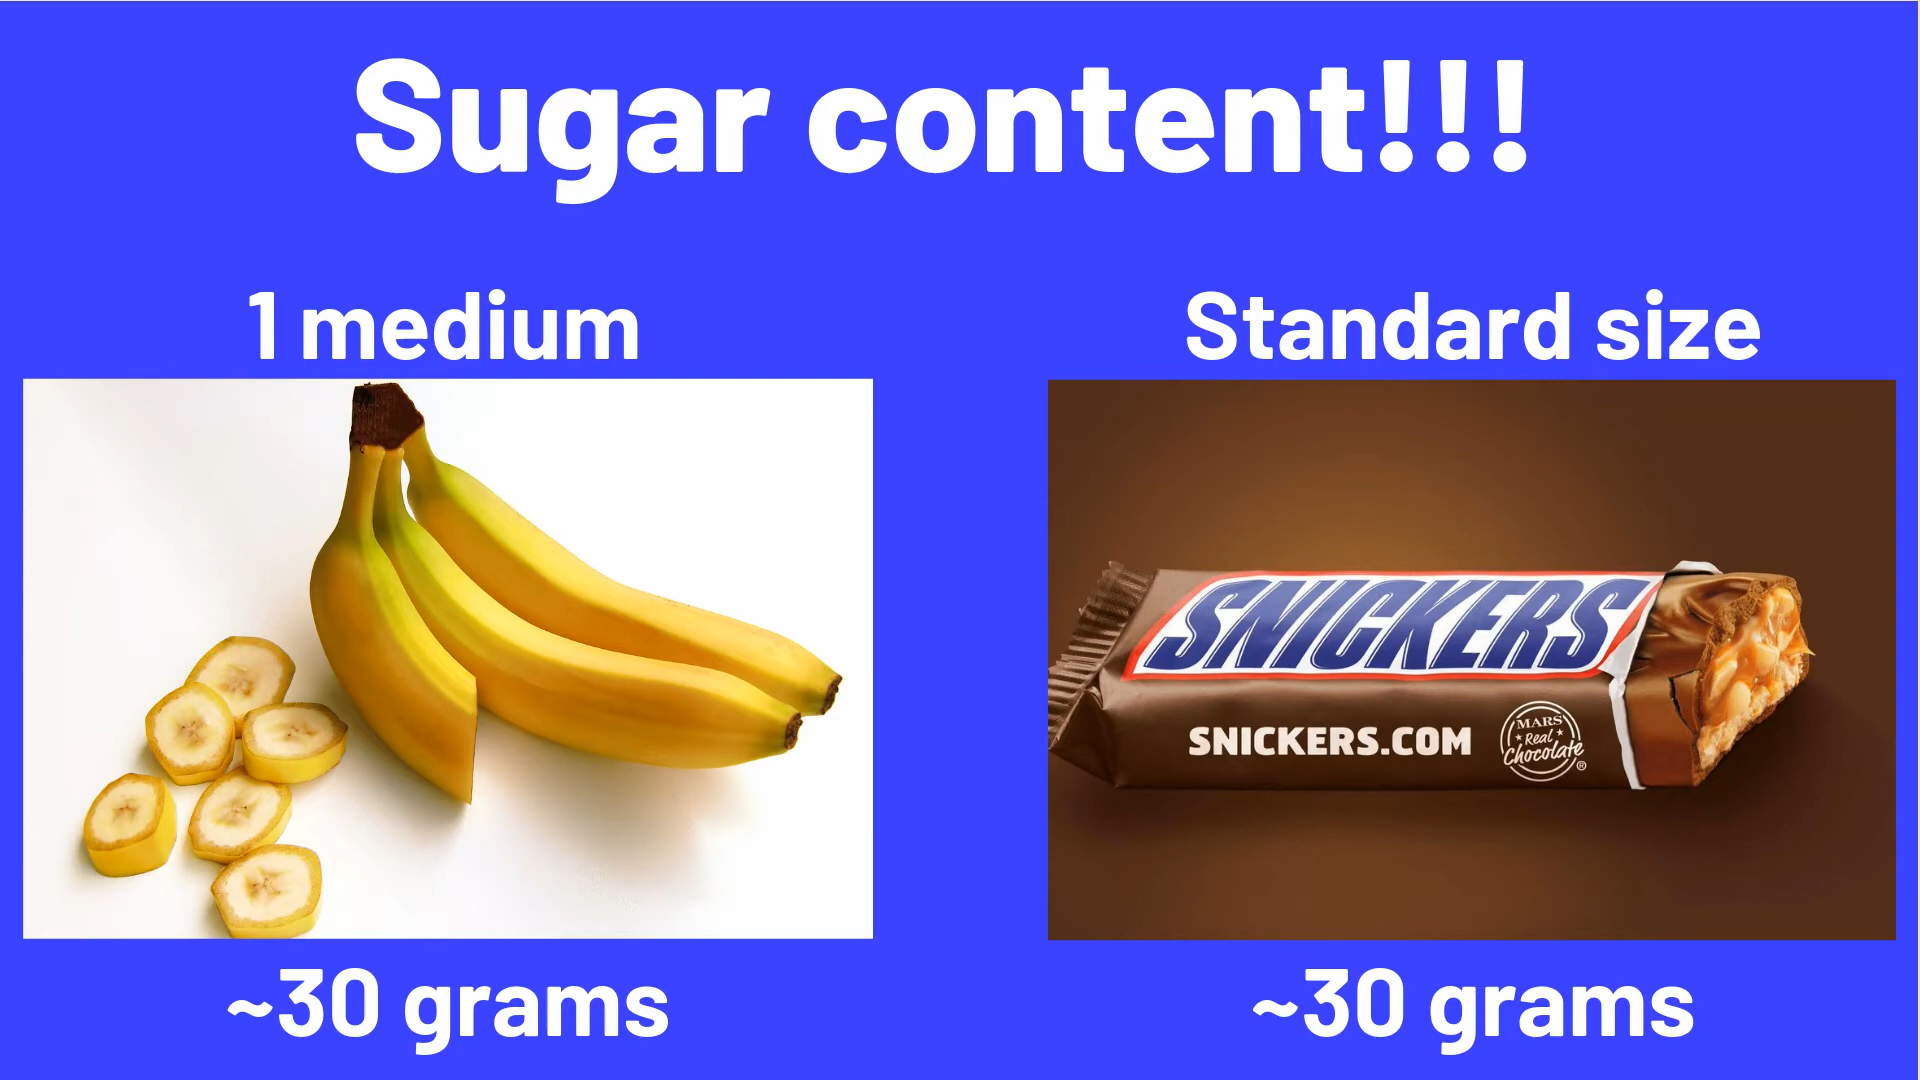 Sugar content!!!
1 medium
Standard size
SNICKERS
SNICKERS.COM
MARS
Real
Chocolate
®
~30 grams
~30 grams